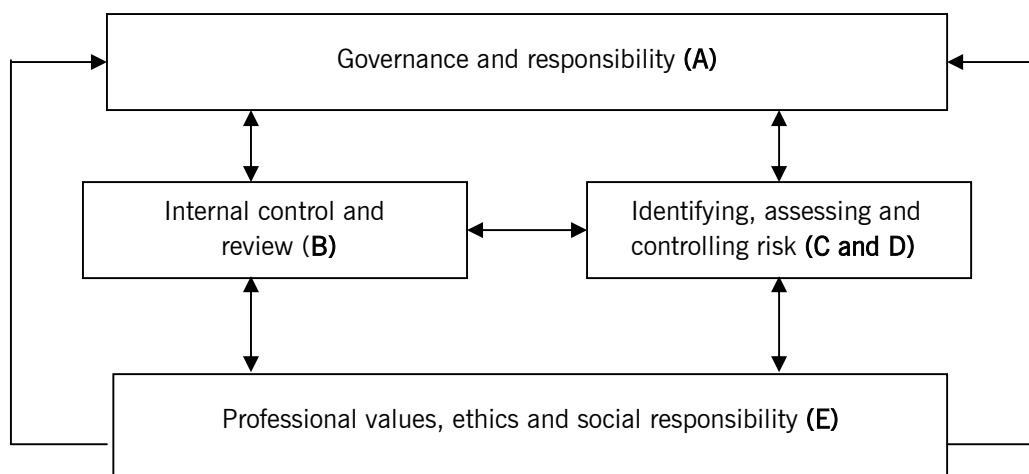 Governance and responsibility (A)
Internal control and
review (B)
Identifying, assessing and
controlling risk (C and D)
Professional values, ethics and social responsibility (E)